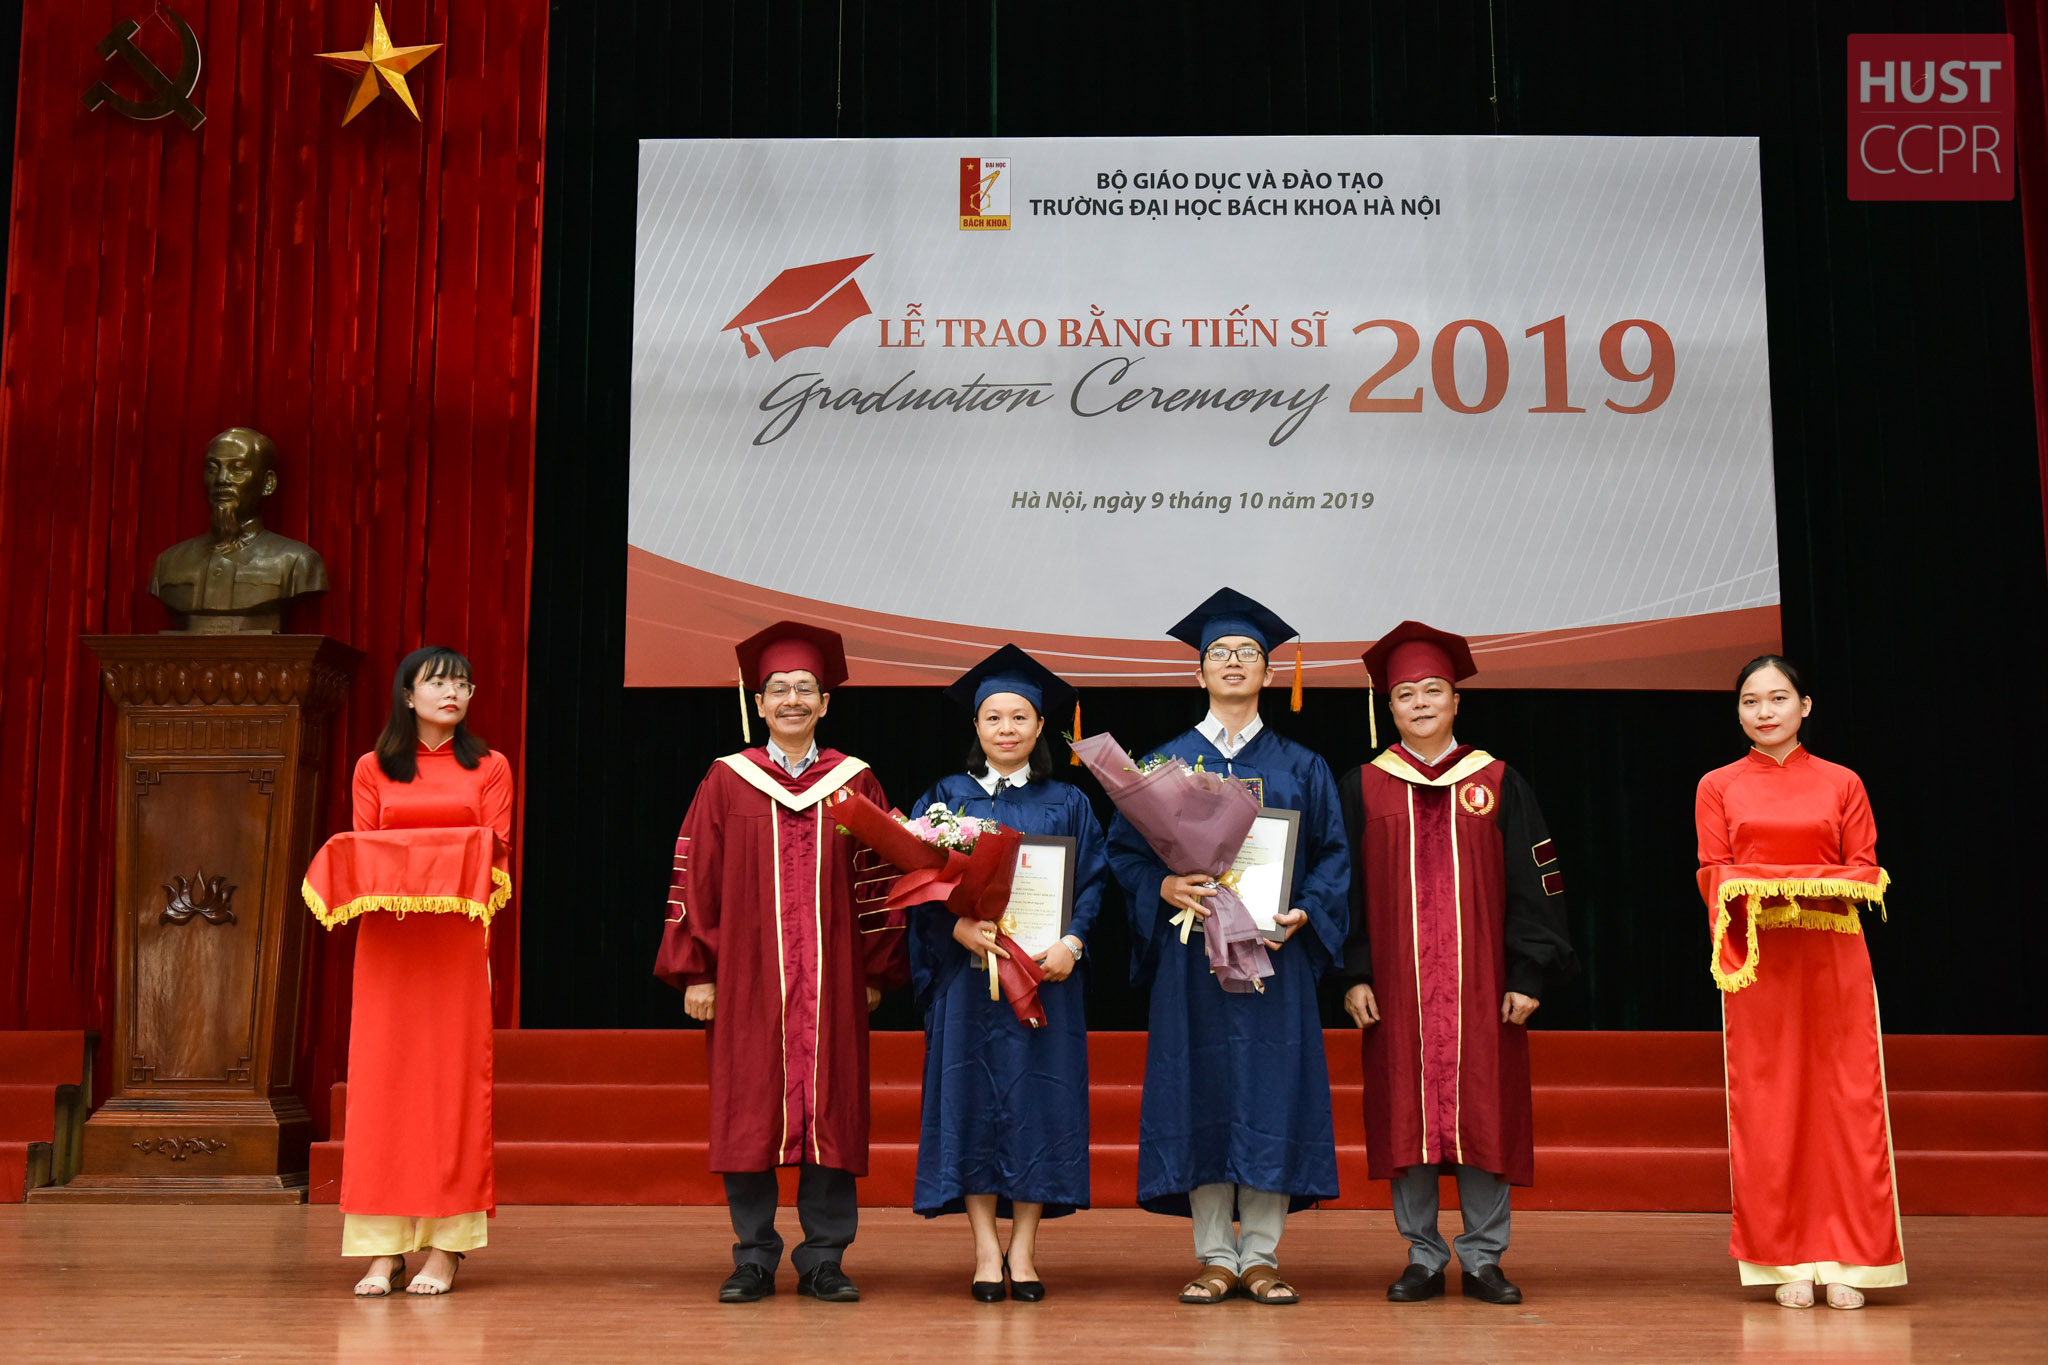 HUST
CCPR
ĐẠI HỌC
BÁCH KHOA
BỘ GIÁO DỤC VÀ ĐÀO TẠO
TRƯỜNG ĐẠI HỌC BÁCH KHOA HÀ NỘI
LỄ TRAO BẰNG TIẾN SĨ 2019
Graduation Ceremony
Hà Nội, ngày 9 tháng 10 năm 2019